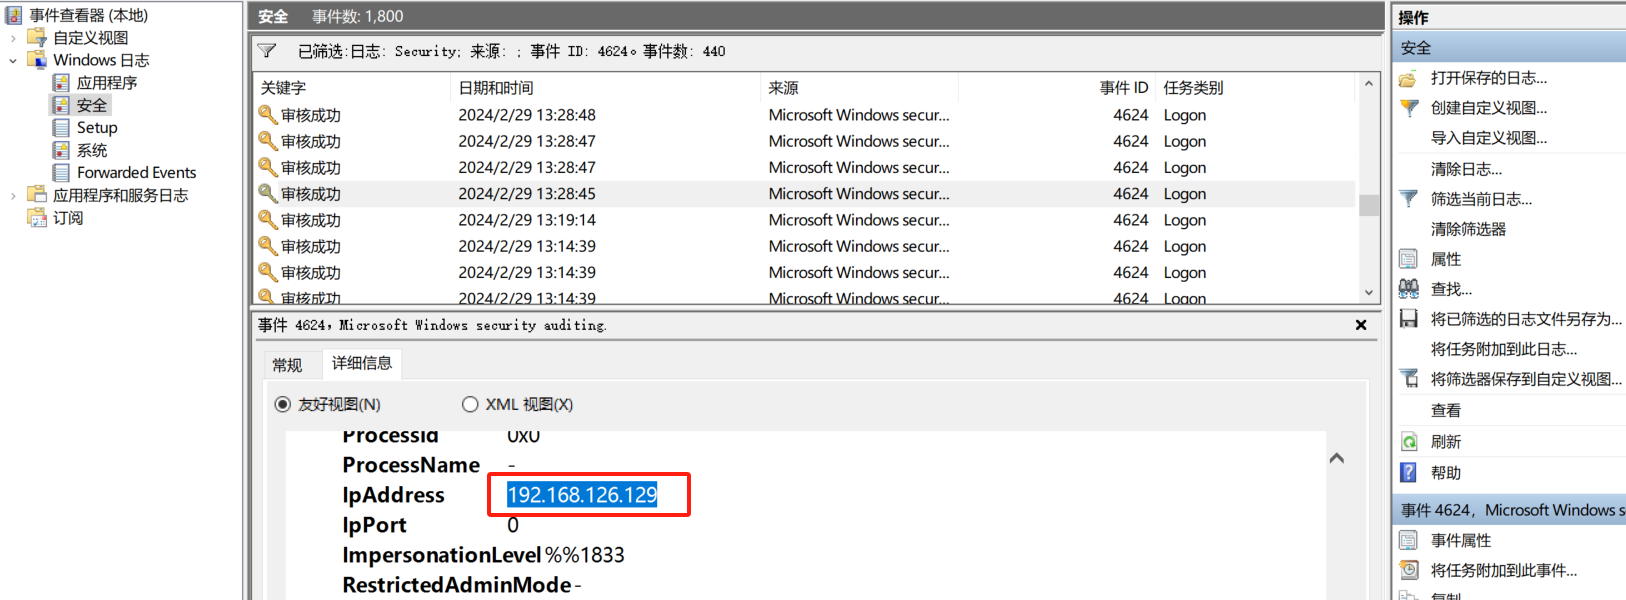 事件查看器 (本地)
自定义视图
Windows 日志
应用程序
安全
Setup
系统
Forwarded Events
应用程序和服务日志
订阅
安全 事件数: 1,800
已筛选:日志: Security; 来源: ; 事件 ID: 4624。事件数: 440
关键字 日期和时间 来源 事件 ID 任务类别
审核成功 2024/2/29 13:28:48 Microsoft Windows secur... 4624 Logon
审核成功 2024/2/29 13:28:47 Microsoft Windows secur... 4624 Logon
审核成功 2024/2/29 13:28:47 Microsoft Windows secur... 4624 Logon
审核成功 2024/2/29 13:28:45 Microsoft Windows secur... 4624 Logon
审核成功 2024/2/29 13:19:14 Microsoft Windows secur... 4624 Logon
审核成功 2024/2/29 13:14:39 Microsoft Windows secur... 4624 Logon
审核成功 2024/2/29 13:14:39 Microsoft Windows secur... 4624 Logon
审核成功 2024/2/29 13:14:39 Microsoft Windows secur... 4624 Logon
事件 4624，Microsoft Windows security auditing.
常规 详细信息
友好视图(N) XML 视图(X)
ProcessId 0x0
ProcessName -
IpAddress 192.168.126.129
IpPort 0
ImpersonationLevel %%1833
RestrictedAdminMode -
操作
安全
打开保存的日志...
创建自定义视图...
导入自定义视图...
清除日志...
筛选当前日志...
清除筛选器
属性
查找...
将已筛选的日志文件另存为...
将任务附加到此日志...
将筛选器保存到自定义视图...
查看
刷新
帮助
事件 4624，Microsoft Windows s
事件属性
将任务附加到此事件...
复制